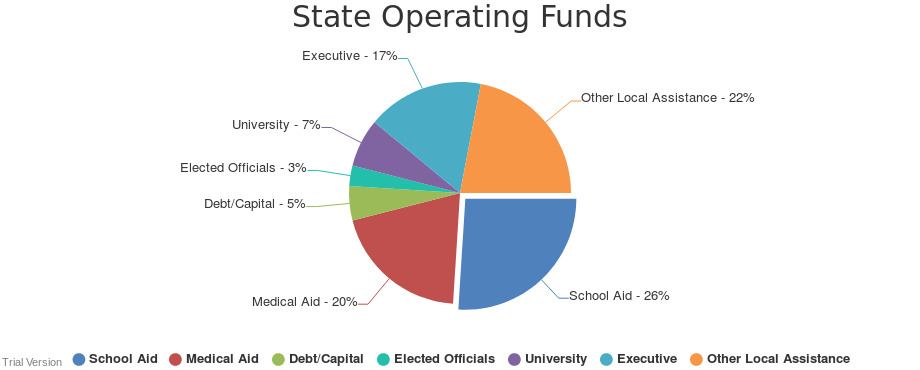 State Operating Funds
Executive - 17%
Other Local Assistance - 22%
University - 7%
Elected Officials - 3%
Debt/Capital - 5%
School Aid - 26%
Medical Aid - 20%
Trial Version School Aid Medical Aid Debt/Capital Elected Officials University Executive Other Local Assistance